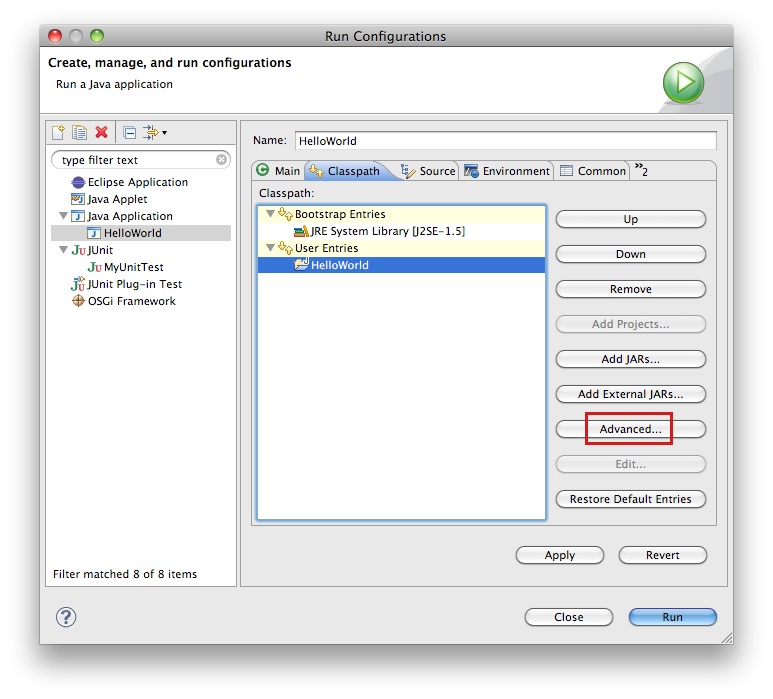 Run Configurations
Create, manage, and run configurations
Run a Java application
type filter text
Eclipse Application
Java Applet
Java Application
HelloWorld
JUnit
MyUnitTest
JUnit Plug-in Test
OSGi Framework
Filter matched 8 of 8 items
Name: HelloWorld
Main Classpath Source Environment Common »2
Classpath:
Bootstrap Entries
JRE System Library [J2SE-1.5]
User Entries
HelloWorld
Up
Down
Remove
Add Projects...
Add JARs...
Add External JARs...
Advanced...
Edit...
Restore Default Entries
Apply Revert
? Close Run